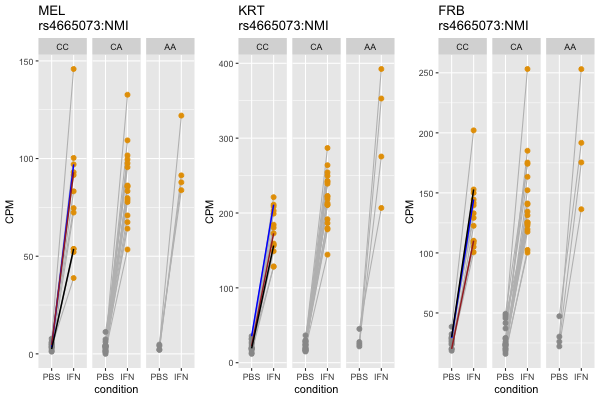 MEL
rs4665073:NMI
CC CA AA
150
100
50
0
CPM
PBS IFN PBS IFN PBS IFN
condition
KRT
rs4665073:NMI
CC CA AA
400
300
200
100
0
CPM
PBS IFN PBS IFN PBS IFN
condition
FRB
rs4665073:NMI
CC CA AA
250
200
150
100
50
CPM
PBS IFN PBS IFN PBS IFN
condition